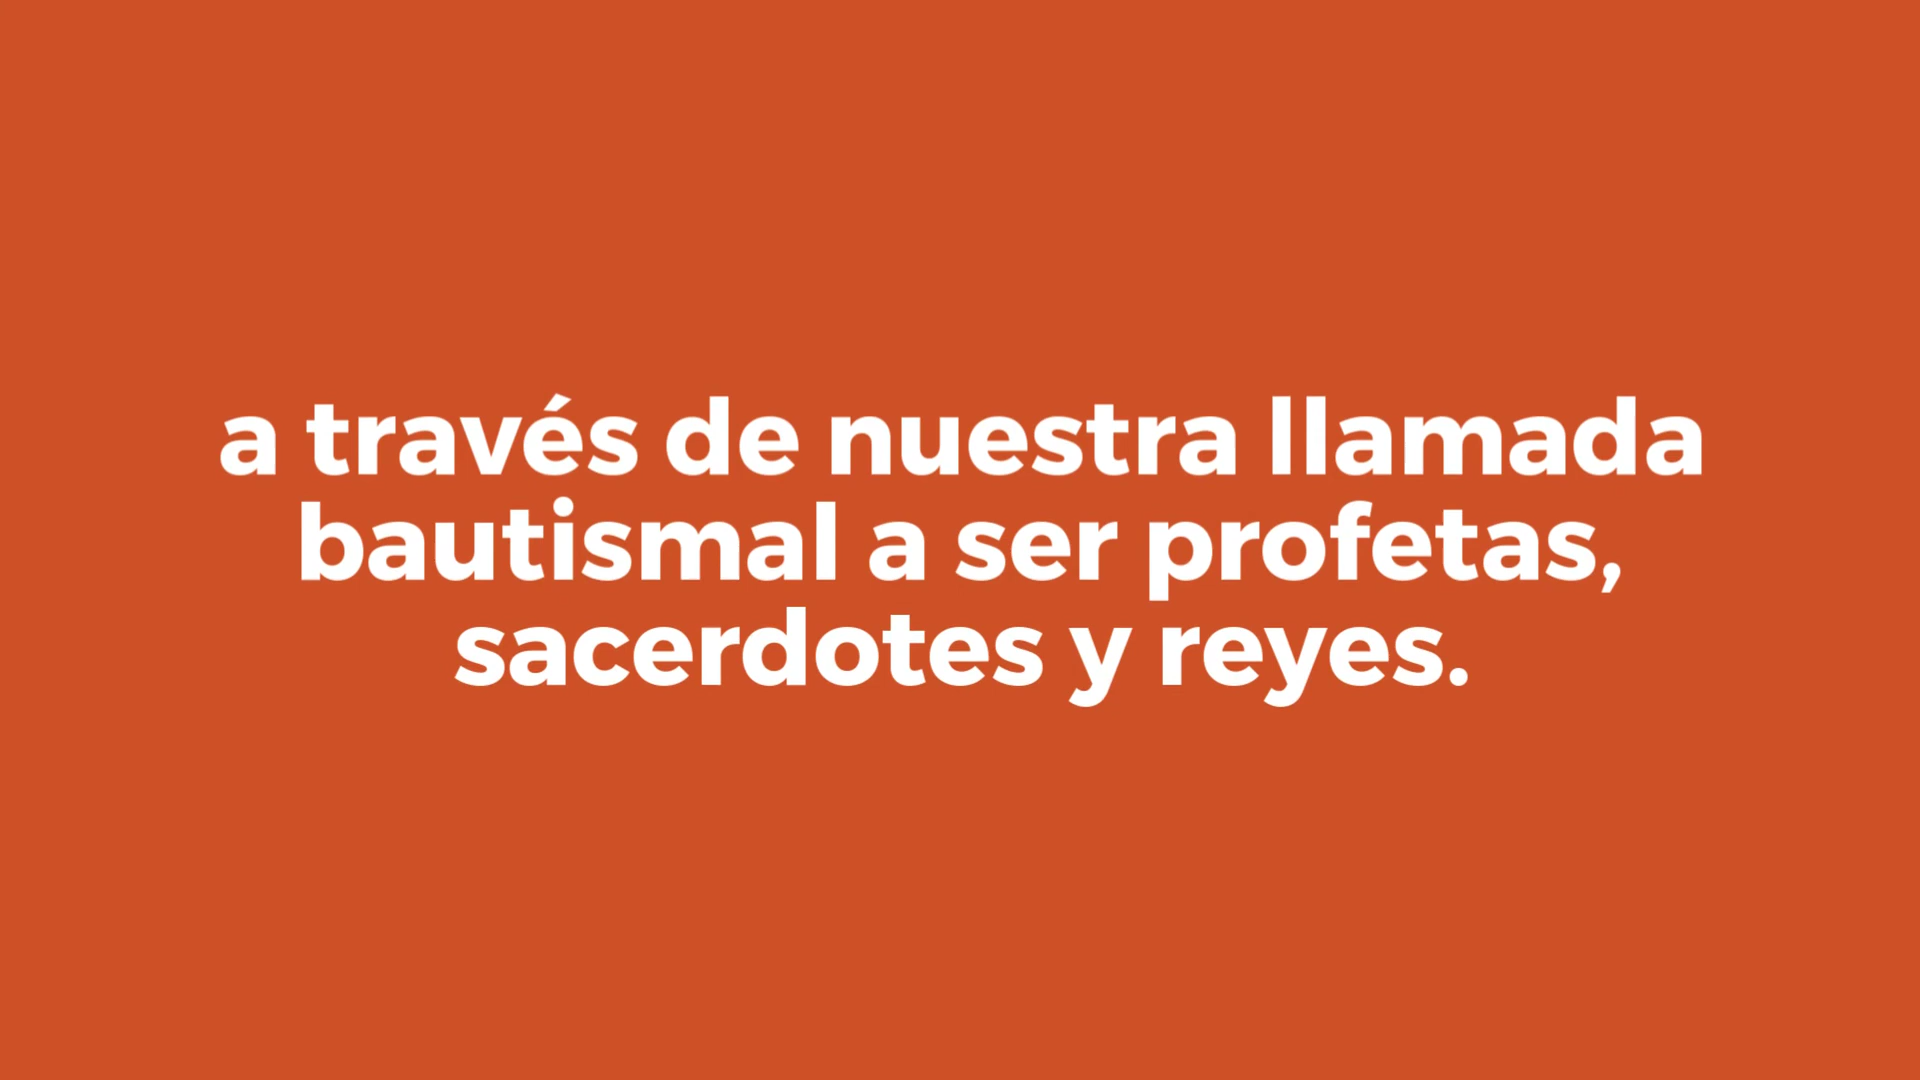 a través de nuestra llamada
bautismal a ser profetas,
sacerdotes y reyes.